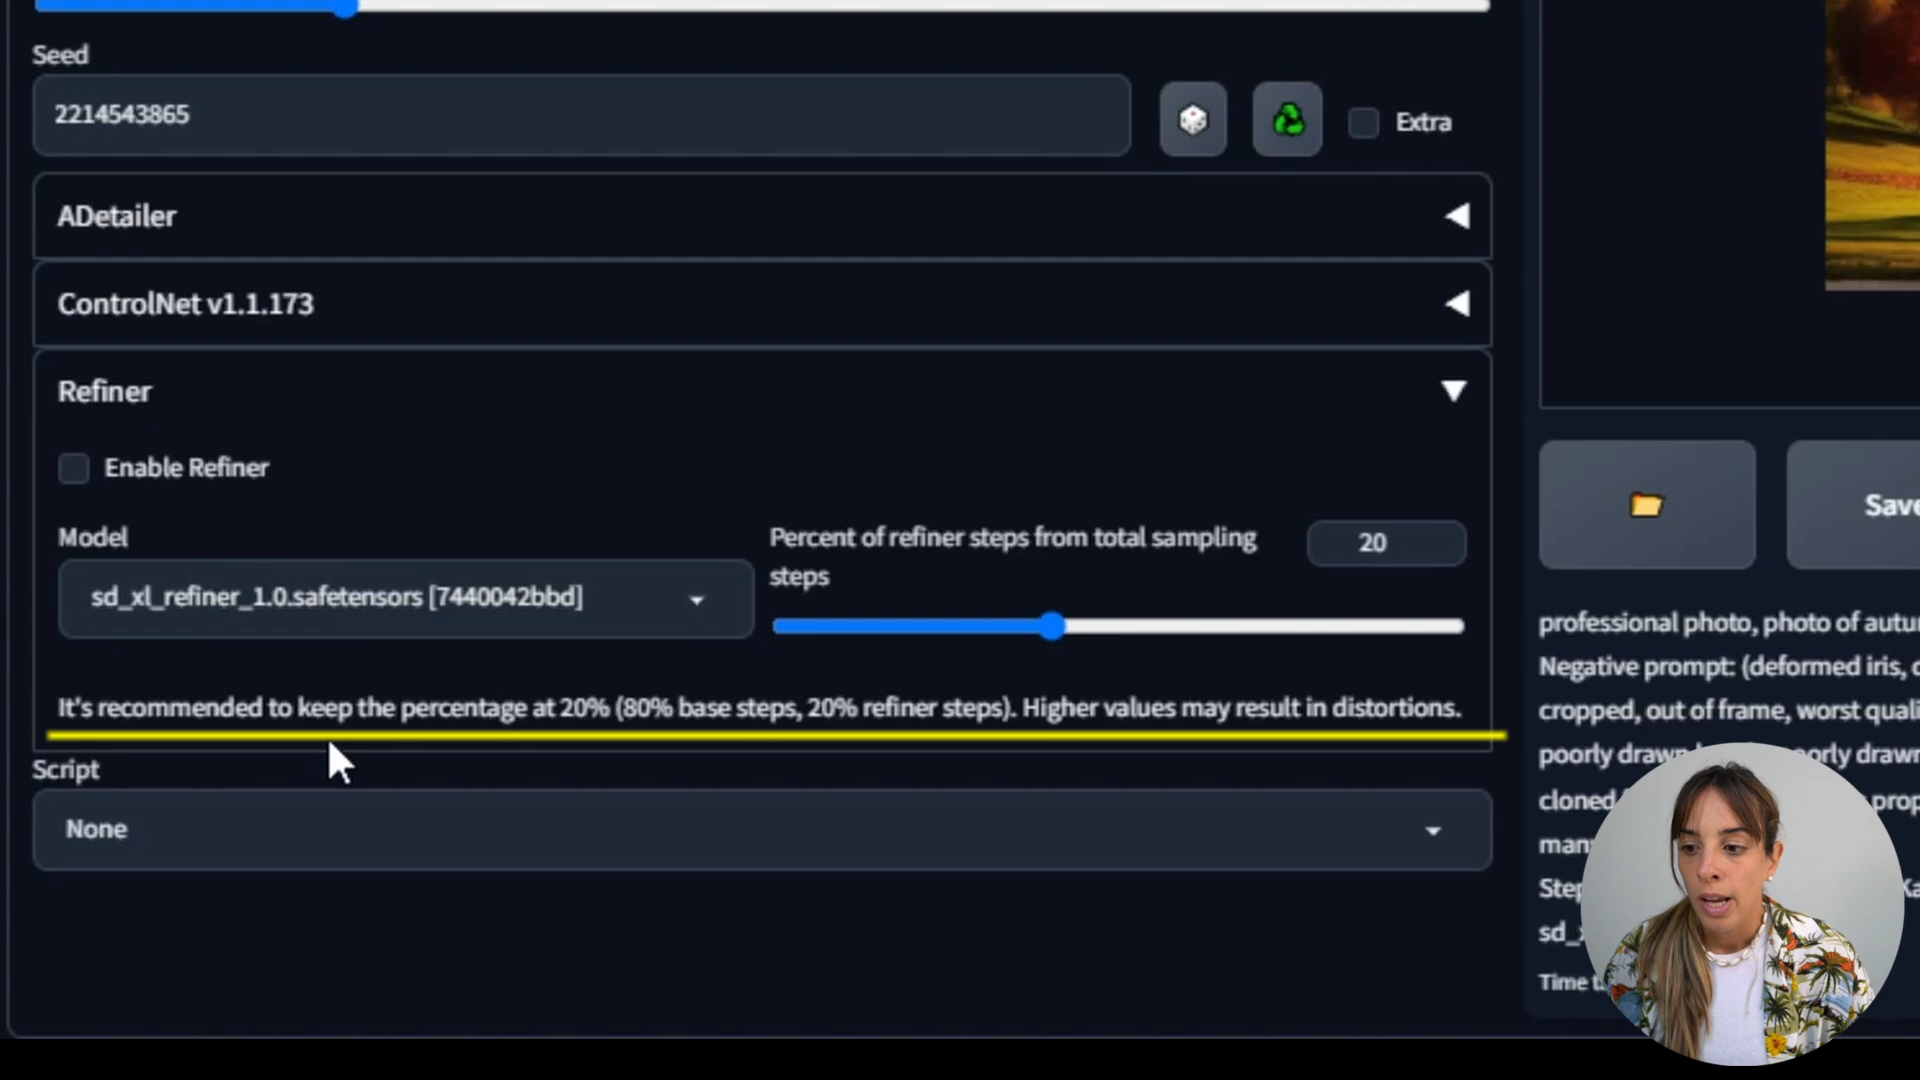 Seed
2214543865
Extra
ADetailer
ControlNet v1.1.173
Refiner
Enable Refiner
Model
sd_xl_refiner_1.0.safetensors [7440042bbd]
Percent of refiner steps from total sampling
steps
20
It's recommended to keep the percentage at 20% (80% base steps, 20% refiner steps). Higher values may result in distortions.
Script
None
Save
professional photo, photo of
Negative prompt: (deformed iris,
cropped, out of frame, worst
poorly drawn
cloned
Time